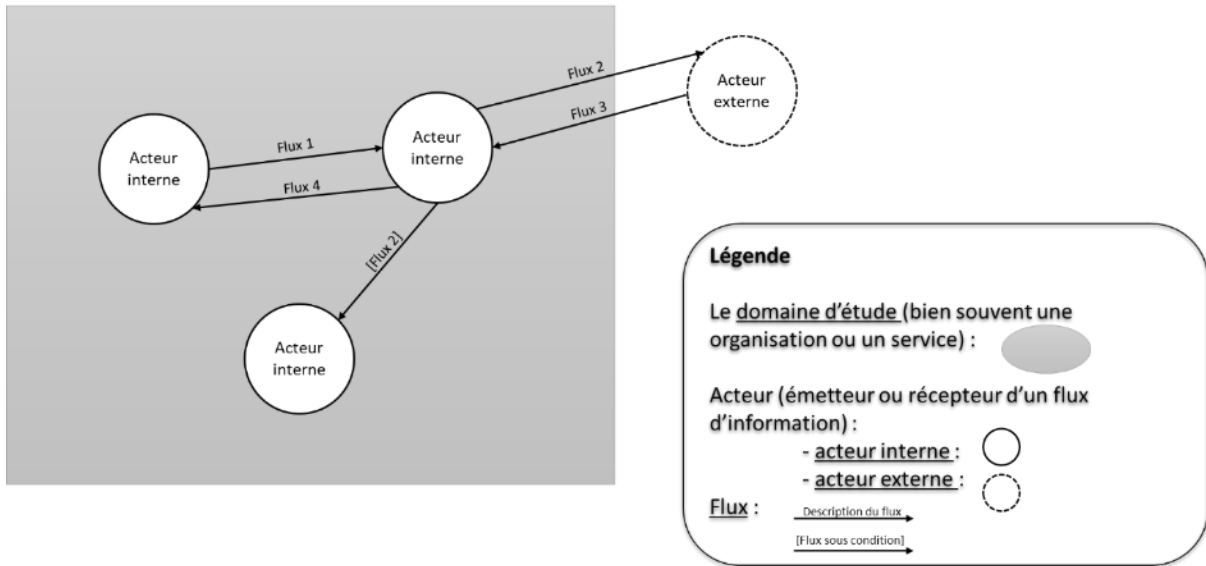 Acteur
interne
Flux 1
Flux 4
Acteur
interne
Flux 2
Flux 3
Acteur
externe
[Flux 2]
Acteur
interne
Légende
Le domaine d’étude (bien souvent une
organisation ou un service) :
Acteur (émetteur ou récepteur d’un flux
d’information) :
- acteur interne :
- acteur externe :
Flux :
Description du flux
[Flux sous condition]